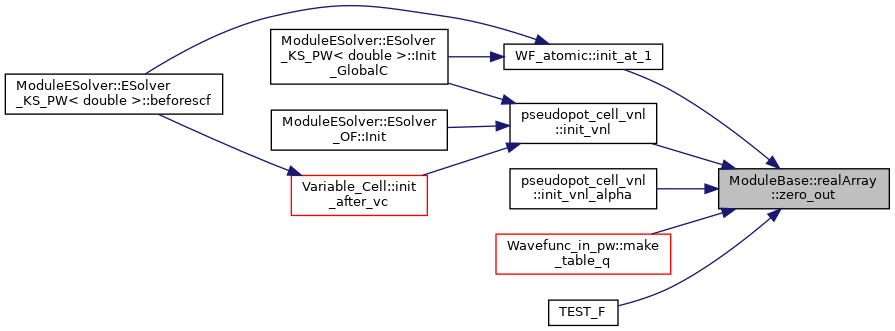 ModuleESolver::ESolver
_KS_PW< double >::beforescf
ModuleESolver::ESolver
_KS_PW< double >::Init
_GlobalC
ModuleESolver::ESolver
_OF::Init
Variable_Cell::init
_after_vc
WF_atomic::init_at_1
pseudopot_cell_vnl
::init_vnl
pseudopot_cell_vnl
::init_vnl_alpha
Wavefunc_in_pw::make
_table_q
TEST_F
ModuleBase::realArray
::zero_out